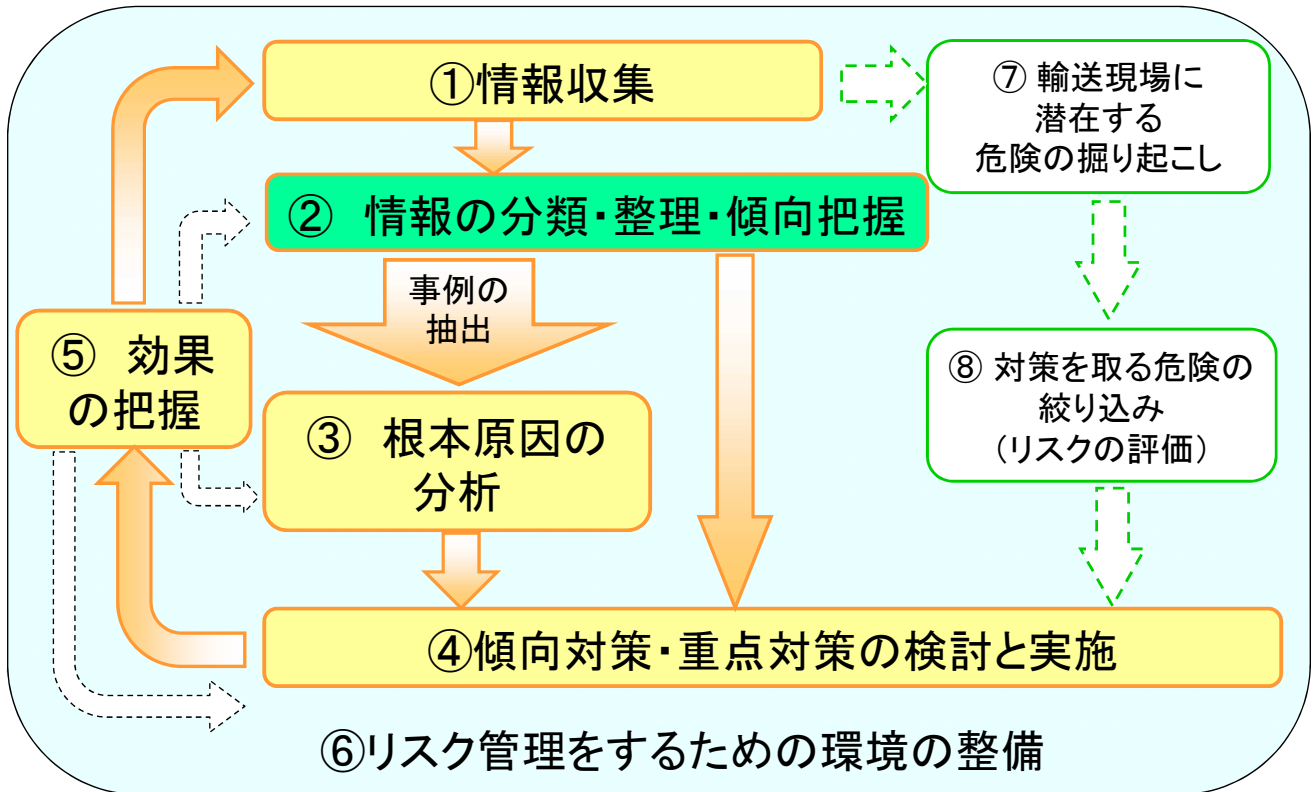 ①情報収集
⑦ 輸送現場に
潜在する
危険の掘り起こし
② 情報の分類・整理・傾向把握
事例の
抽出
⑤ 効果
の把握
③ 根本原因の
分析
⑧ 対策を取る危険の
絞り込み
(リスクの評価)
④傾向対策・重点対策の検討と実施
⑥リスク管理をするための環境の整備